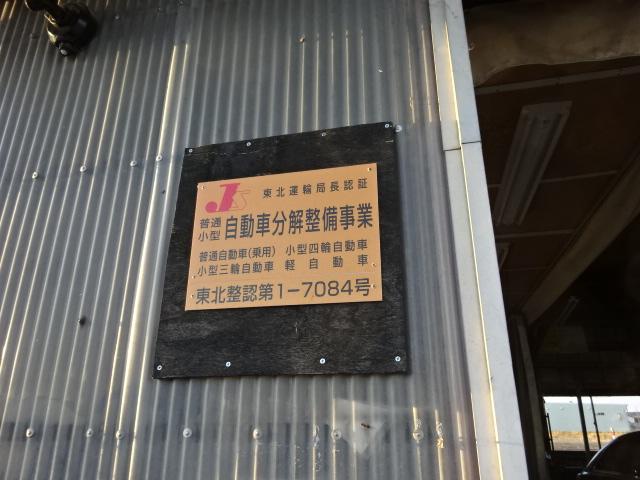 JS 東北運輸局長認証
普通 小型 自動車分解整備事業
普通自動車(乗用) 小型四輪自動車
小型三輪自動車 軽自動車
東北整認第1-7084号